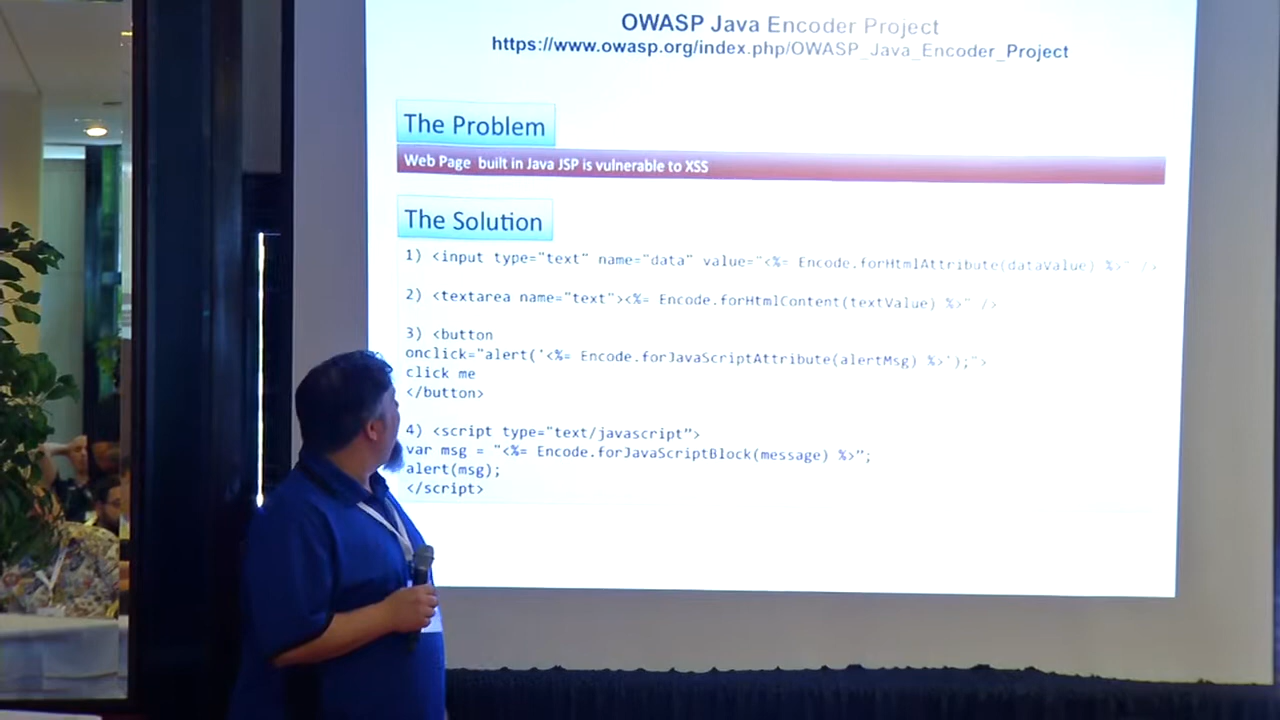 OWASP Java Encoder Project
https://www.owasp.org/index.php/OWASP_Java_Encoder_Project
The Problem
Web Page built in Java JSP is vulnerable to XSS
The Solution
1) <input type="text" name="data" value="<%= Encode.forHtmlAttribute(dataValue) %>" />
2) <textarea name="text"><%= Encode.forHtmlContent(textValue) %>" />
3) <button
onclick="alert('<%= Encode.forJavaScriptAttribute(alertMsg) %>');">
click me
</button>
4) <script type="text/javascript”>
var msg = "<%= Encode.forJavaScriptBlock(message) %>”;
alert(msg);
</script>